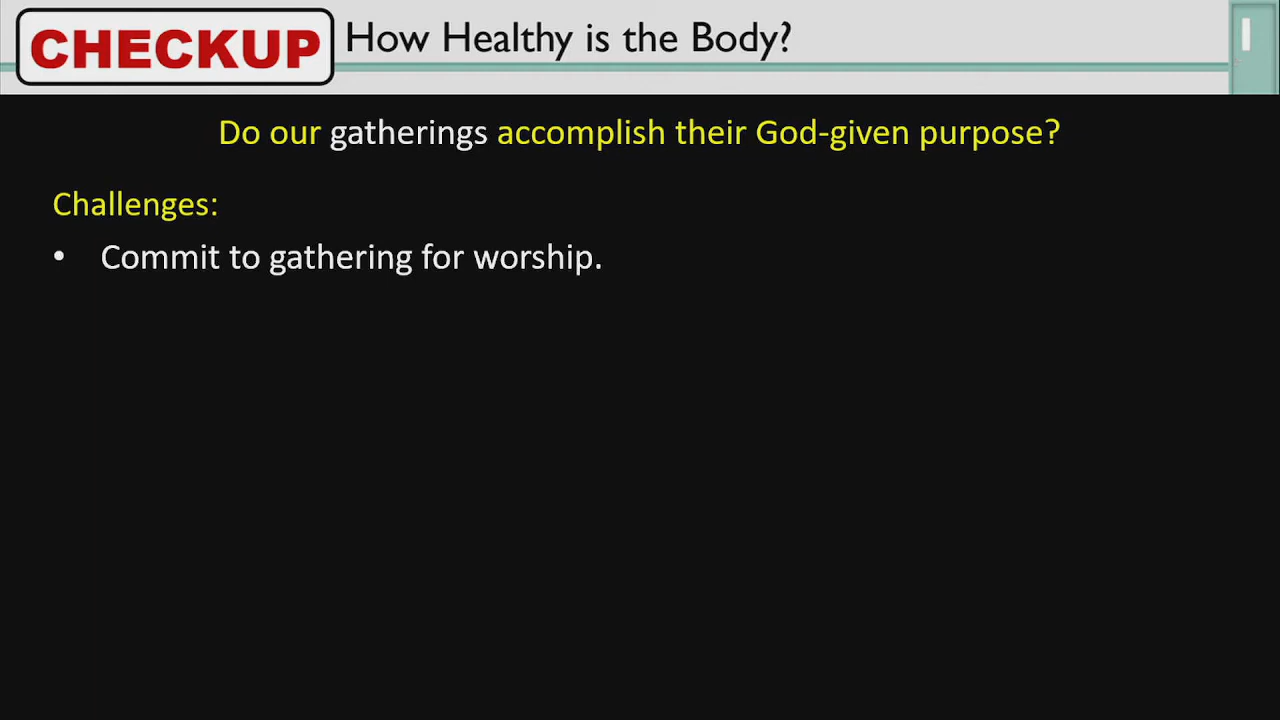 CHECKUP How Healthy is the Body?
Do our gatherings accomplish their God-given purpose?
Challenges:
• Commit to gathering for worship.